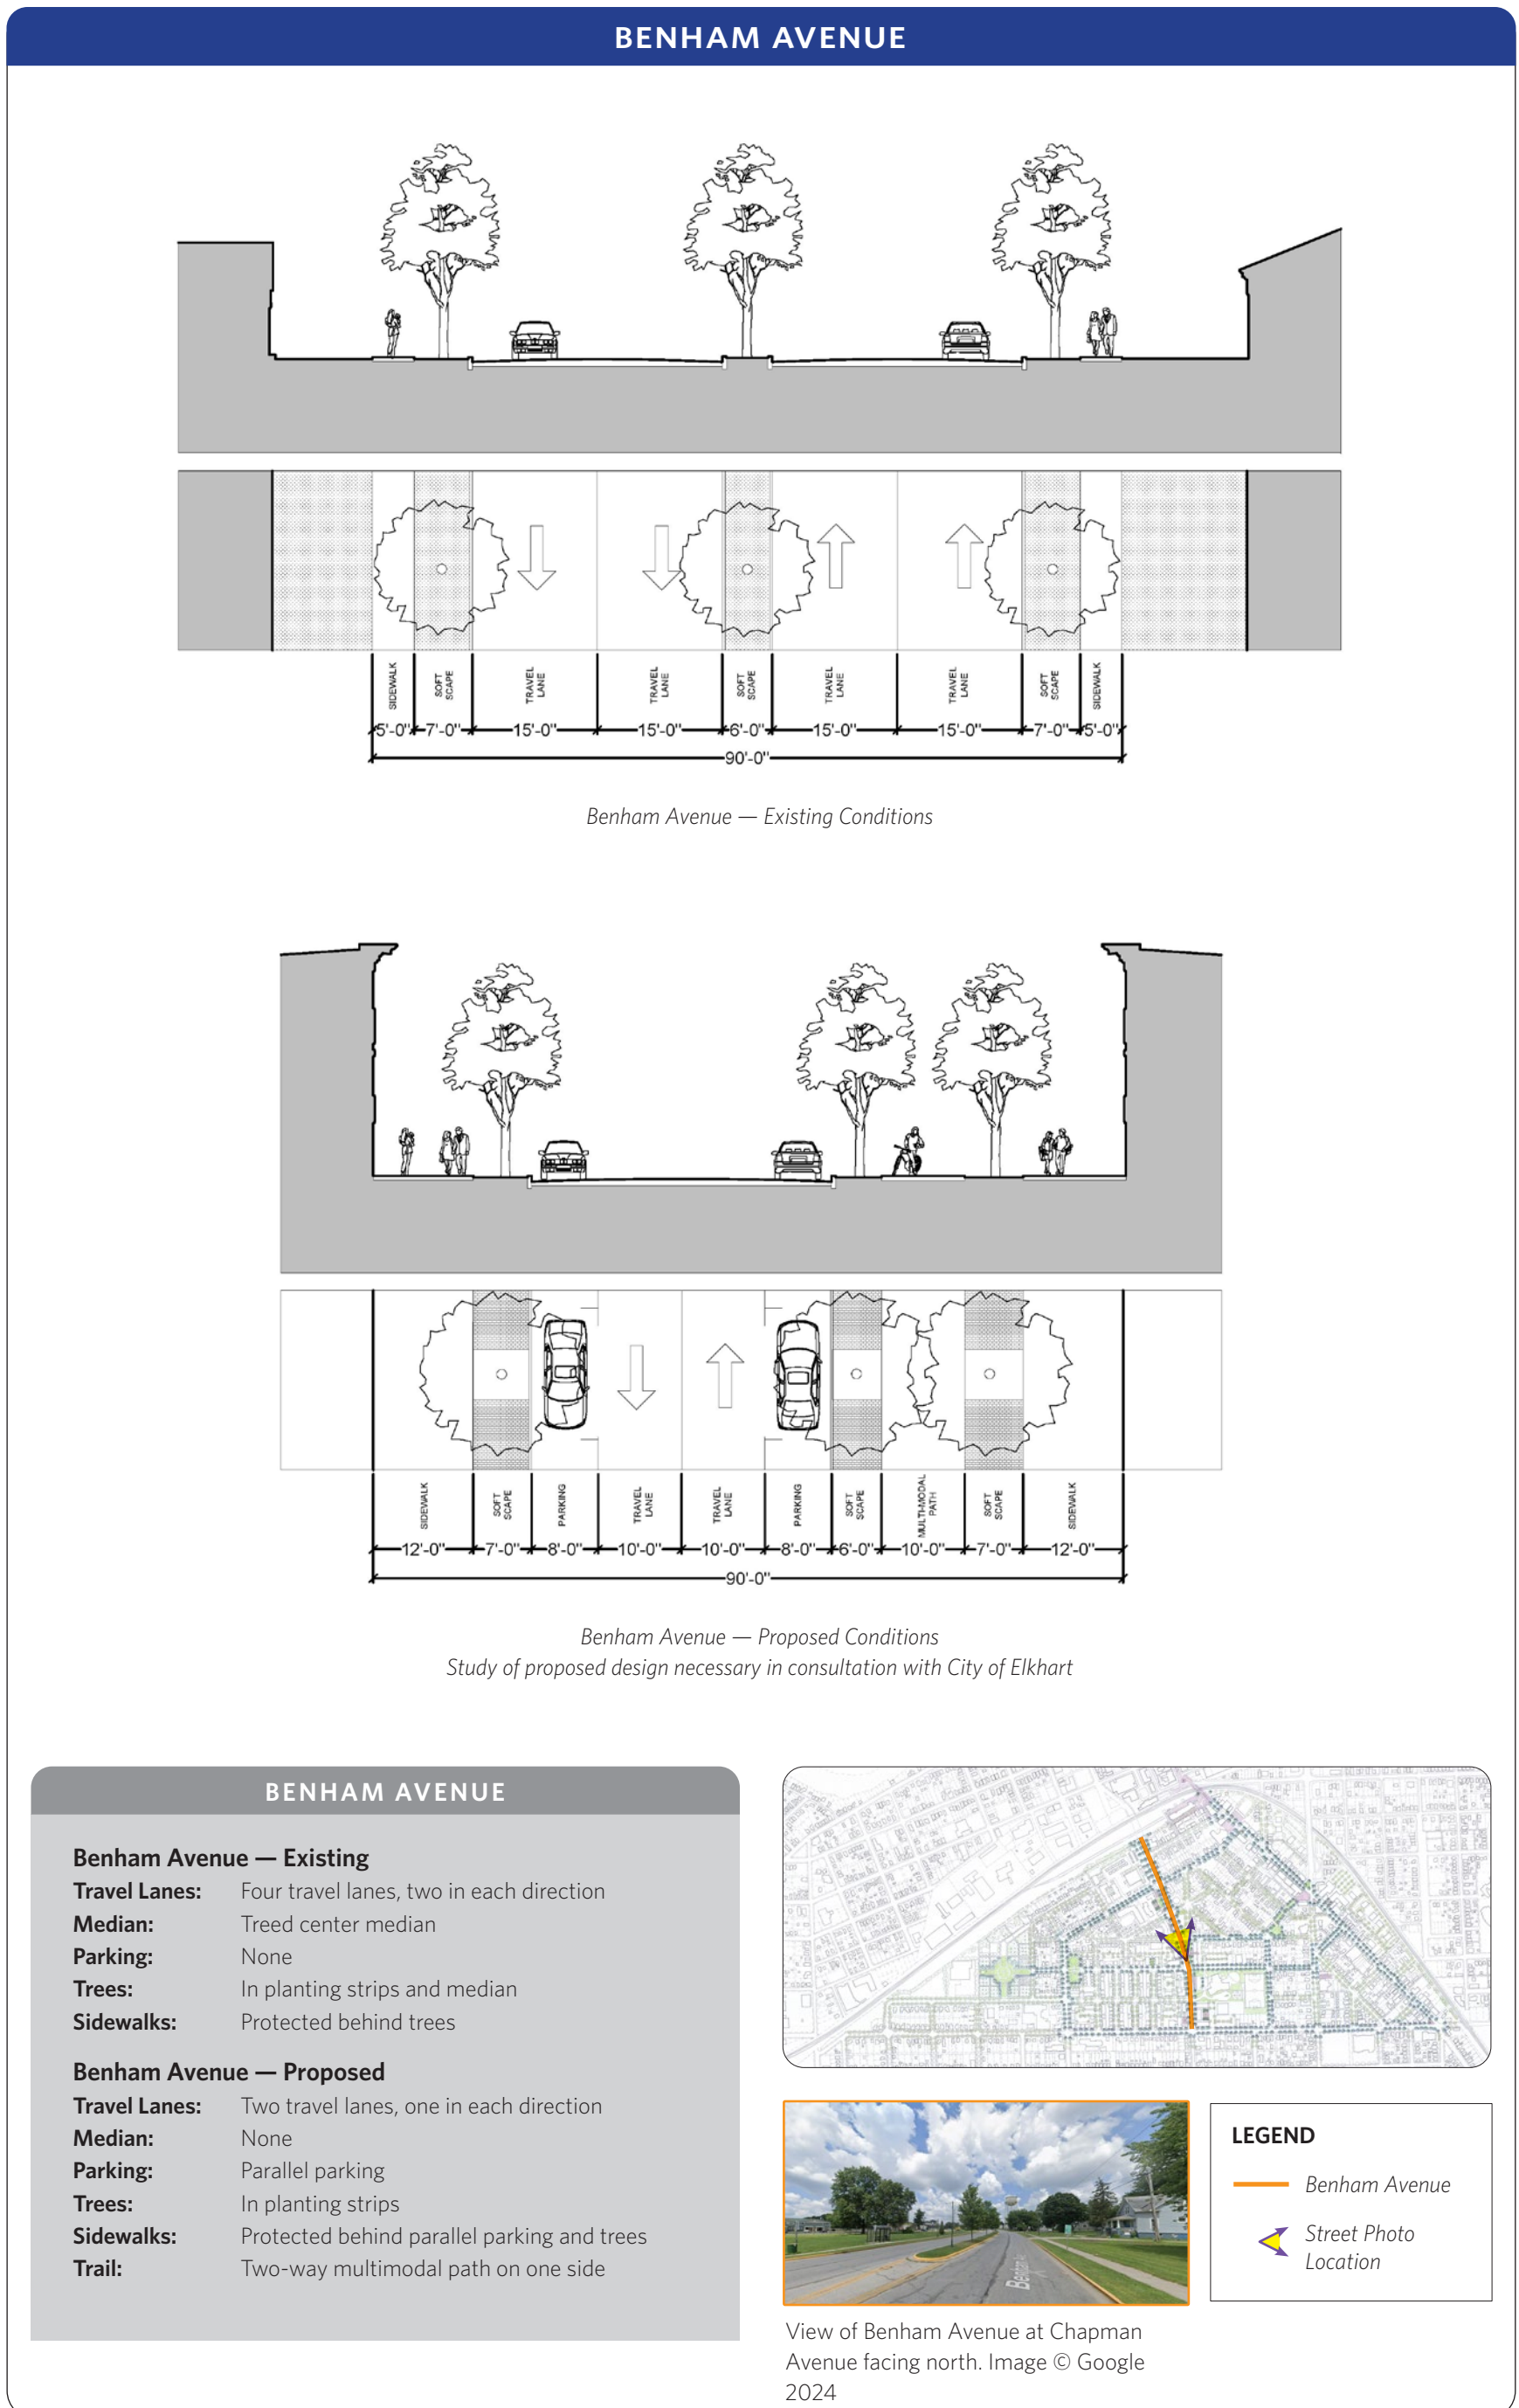 BENHAM AVENUE
SIDEWALK
SOFT
SCAPE
TRAVEL
LANE
TRAVEL
LANE
SOFT
SCAPE
TRAVEL
LANE
TRAVEL
LANE
SOFT
SCAPE
SIDEWALK
5'-0" 7'-0" 15'-0" 15'-0" 6'-0" 15'-0" 15'-0" 7'-0" 5'-0"
90'-0"
Benham Avenue — Existing Conditions
SIDEWALK
SOFT
SCAPE
PARKING
TRAVEL
LANE
TRAVEL
LANE
PARKING
SOFT
SCAPE
MULTI-MODAL
PATH
SOFT
SCAPE
SIDEWALK
12'-0" 7'-0" 8'-0" 10'-0" 10'-0" 8'-0" 6'-0" 10'-0" 7'-0" 12'-0"
90'-0"
Benham Avenue — Proposed Conditions
Study of proposed design necessary in consultation with City of Elkhart
BENHAM AVENUE
Benham Avenue — Existing
Travel Lanes: Four travel lanes, two in each direction
Median: Treed center median
Parking: None
Trees: In planting strips and median
Sidewalks: Protected behind trees
Benham Avenue — Proposed
Travel Lanes: Two travel lanes, one in each direction
Median: None
Parking: Parallel parking
Trees: In planting strips
Sidewalks: Protected behind parallel parking and trees
Trail: Two-way multimodal path on one side
View of Benham Avenue at Chapman
Avenue facing north. Image © Google
2024
LEGEND
Benham Avenue
Street Photo
Location